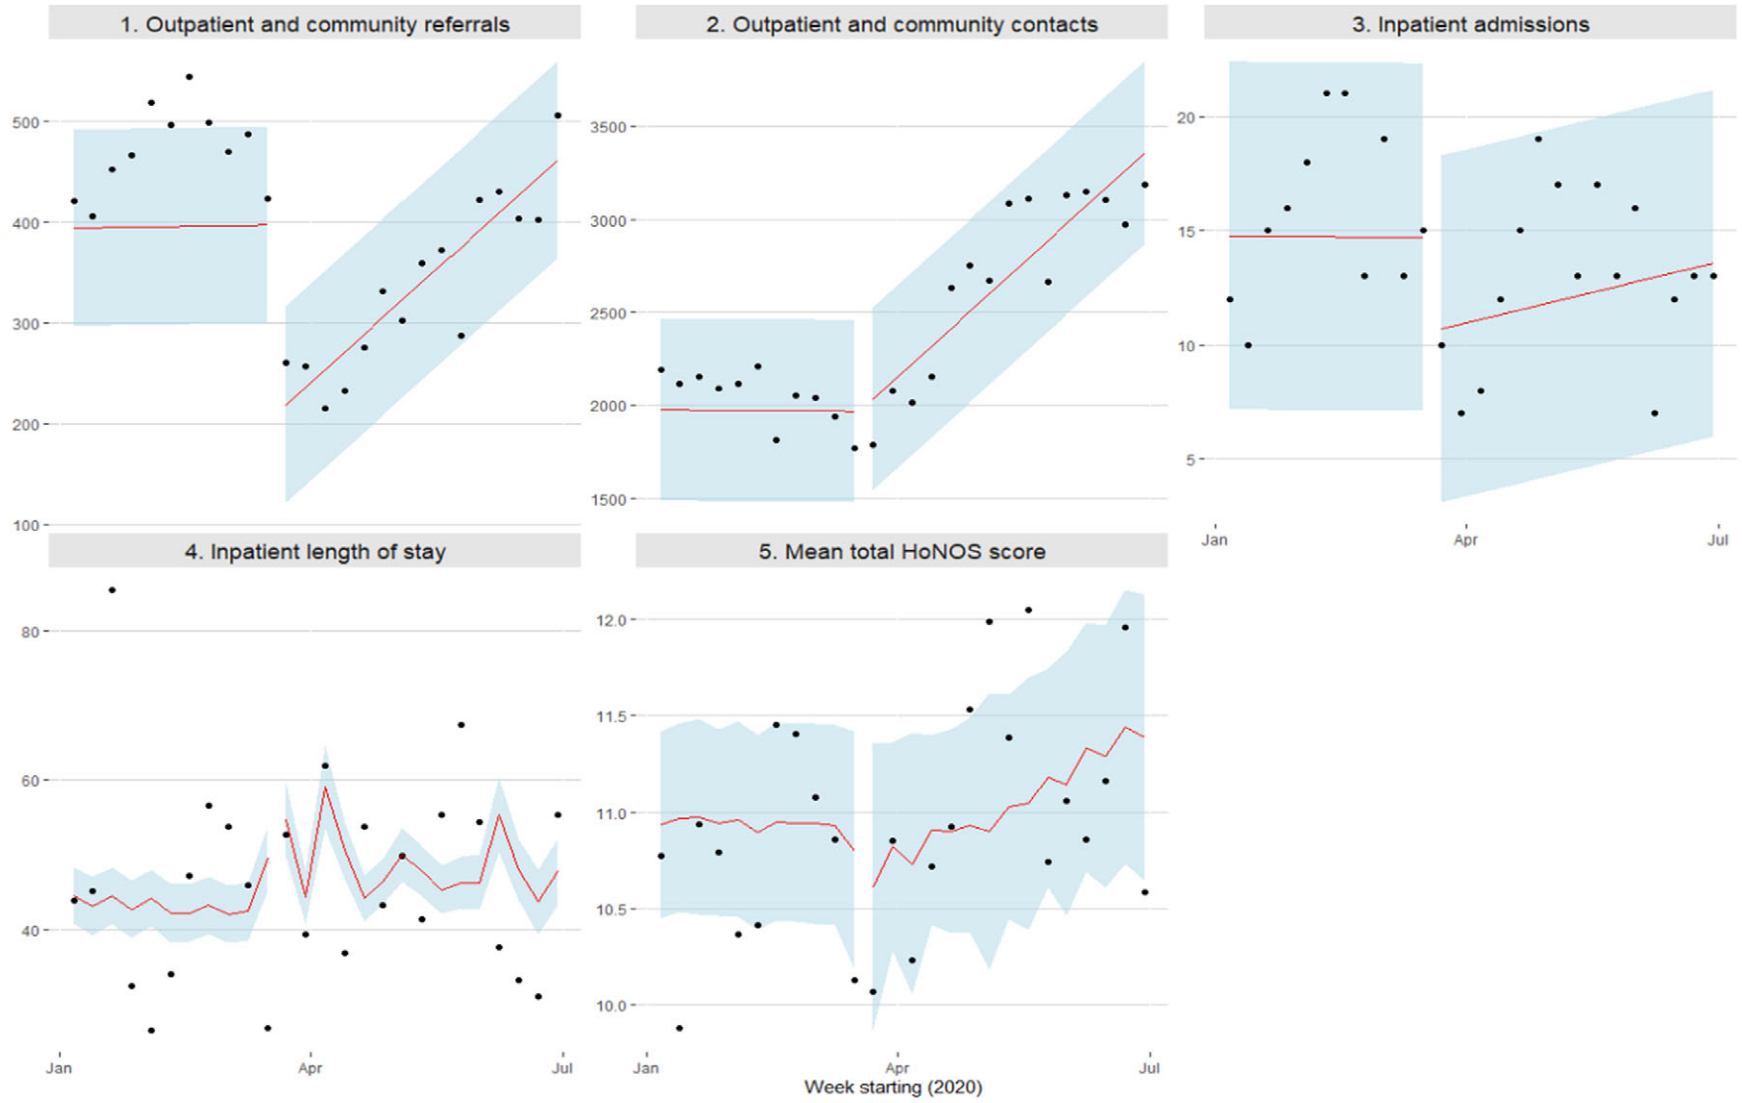 1. Outpatient and community referrals
500
400
300
200
100
2. Outpatient and community contacts
3500
3000
2500
2000
1500
3. Inpatient admissions
20
15
10
5
Jan Apr Jul
4. Inpatient length of stay
80
60
40
Jan Apr Jul
5. Mean total HoNOS score
12.0
11.5
11.0
10.5
10.0
Jan Apr Jul
Week starting (2020)